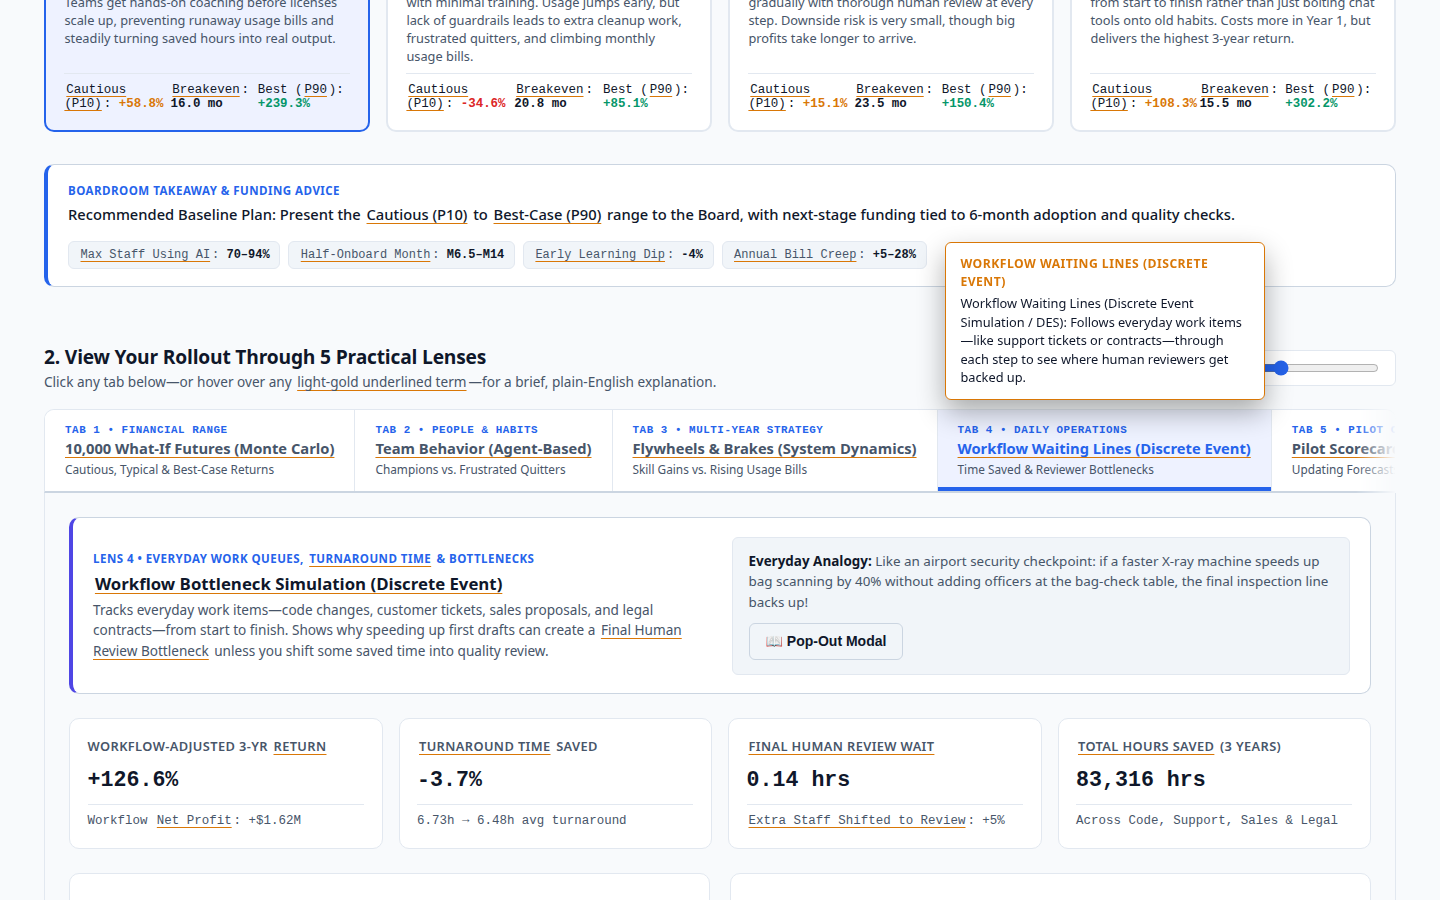 Teams get hands-on coaching before licenses
scale up, preventing runaway usage bills and
steadily turning saved hours into real output.
Cautious (P10): +58.8%
Breakeven: 16.0 mo
Best (P90): +239.3%
with minimal training. Usage jumps early, but
lack of guardrails leads to extra cleanup work,
frustrated quitters, and climbing monthly
usage bills.
Cautious (P10): -34.6%
Breakeven: 20.8 mo
Best (P90): +85.1%
gradually with thorough human review at every
step. Downside risk is very small, though big
profits take longer to arrive.
Cautious (P10): +15.1%
Breakeven: 23.5 mo
Best (P90): +150.4%
from start to finish rather than just bolting chat
tools onto old habits. Costs more in Year 1, but
delivers the highest 3-year return.
Cautious (P10): +108.3%
Breakeven: 15.5 mo
Best (P90): +302.2%
BOARDROOM TAKEAWAY & FUNDING ADVICE
Recommended Baseline Plan: Present the Cautious (P10) to Best-Case (P90) range to the Board, with next-stage funding tied to 6-month adoption and quality checks.
Max Staff Using AI: 70–94%
Half-Onboard Month: M6.5–M14
Early Learning Dip: -4%
Annual Bill Creep: +5–28%
WORKFLOW WAITING LINES (DISCRETE
EVENT)
Workflow Waiting Lines (Discrete Event
Simulation / DES): Follows everyday work items
—like support tickets or contracts—through
each step to see where human reviewers get
backed up.
2. View Your Rollout Through 5 Practical Lenses
Click any tab below—or hover over any light-gold underlined term—for a brief, plain-English explanation.
TAB 1 • FINANCIAL RANGE
10,000 What-If Futures (Monte Carlo)
Cautious, Typical & Best-Case Returns
TAB 2 • PEOPLE & HABITS
Team Behavior (Agent-Based)
Champions vs. Frustrated Quitters
TAB 3 • MULTI-YEAR STRATEGY
Flywheels & Brakes (System Dynamics)
Skill Gains vs. Rising Usage Bills
TAB 4 • DAILY OPERATIONS
Workflow Waiting Lines (Discrete Event)
Time Saved & Reviewer Bottlenecks
TAB 5 • PILOT
Pilot Scorecar
Updating Forecas
LENS 4 • EVERYDAY WORK QUEUES, TURNAROUND TIME & BOTTLENECKS
Workflow Bottleneck Simulation (Discrete Event)
Tracks everyday work items—code changes, customer tickets, sales proposals, and legal
contracts—from start to finish. Shows why speeding up first drafts can create a Final Human
Review Bottleneck unless you shift some saved time into quality review.
Everyday Analogy: Like an airport security checkpoint: if a faster X-ray machine speeds up
bag scanning by 40% without adding officers at the bag-check table, the final inspection line
backs up!
📖 Pop-Out Modal
WORKFLOW-ADJUSTED 3-YR RETURN
+126.6%
Workflow Net Profit: +$1.62M
TURNAROUND TIME SAVED
-3.7%
6.73h → 6.48h avg turnaround
FINAL HUMAN REVIEW WAIT
0.14 hrs
Extra Staff Shifted to Review: +5%
TOTAL HOURS SAVED (3 YEARS)
83,316 hrs
Across Code, Support, Sales & Legal